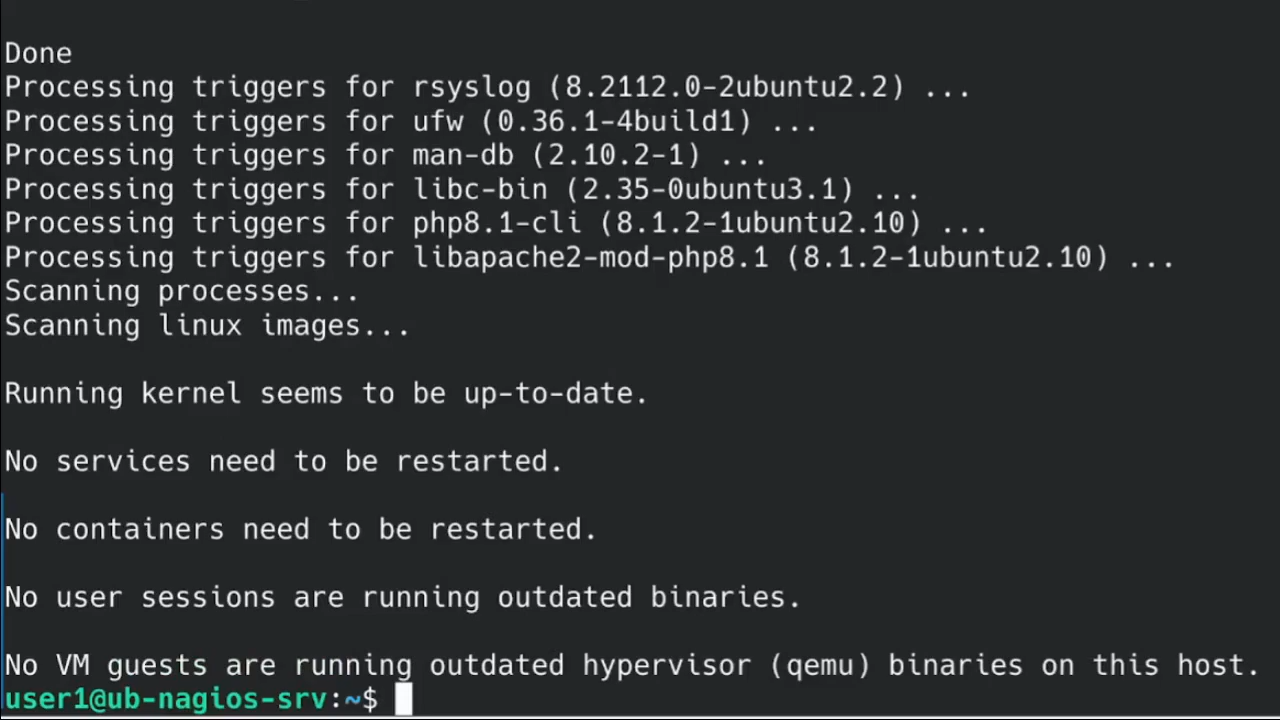 Done
Processing triggers for rsyslog (8.2112.0-2ubuntu2.2) ...
Processing triggers for ufw (0.36.1-4build1) ...
Processing triggers for man-db (2.10.2-1) ...
Processing triggers for libc-bin (2.35-0ubuntu3.1) ...
Processing triggers for php8.1-cli (8.1.2-1ubuntu2.10) ...
Processing triggers for libapache2-mod-php8.1 (8.1.2-1ubuntu2.10) ...
Scanning processes...
Scanning linux images...
Running kernel seems to be up-to-date.
No services need to be restarted.
No containers need to be restarted.
No user sessions are running outdated binaries.
No VM guests are running outdated hypervisor (qemu) binaries on this host.
user1@ub-nagios-srv:~$